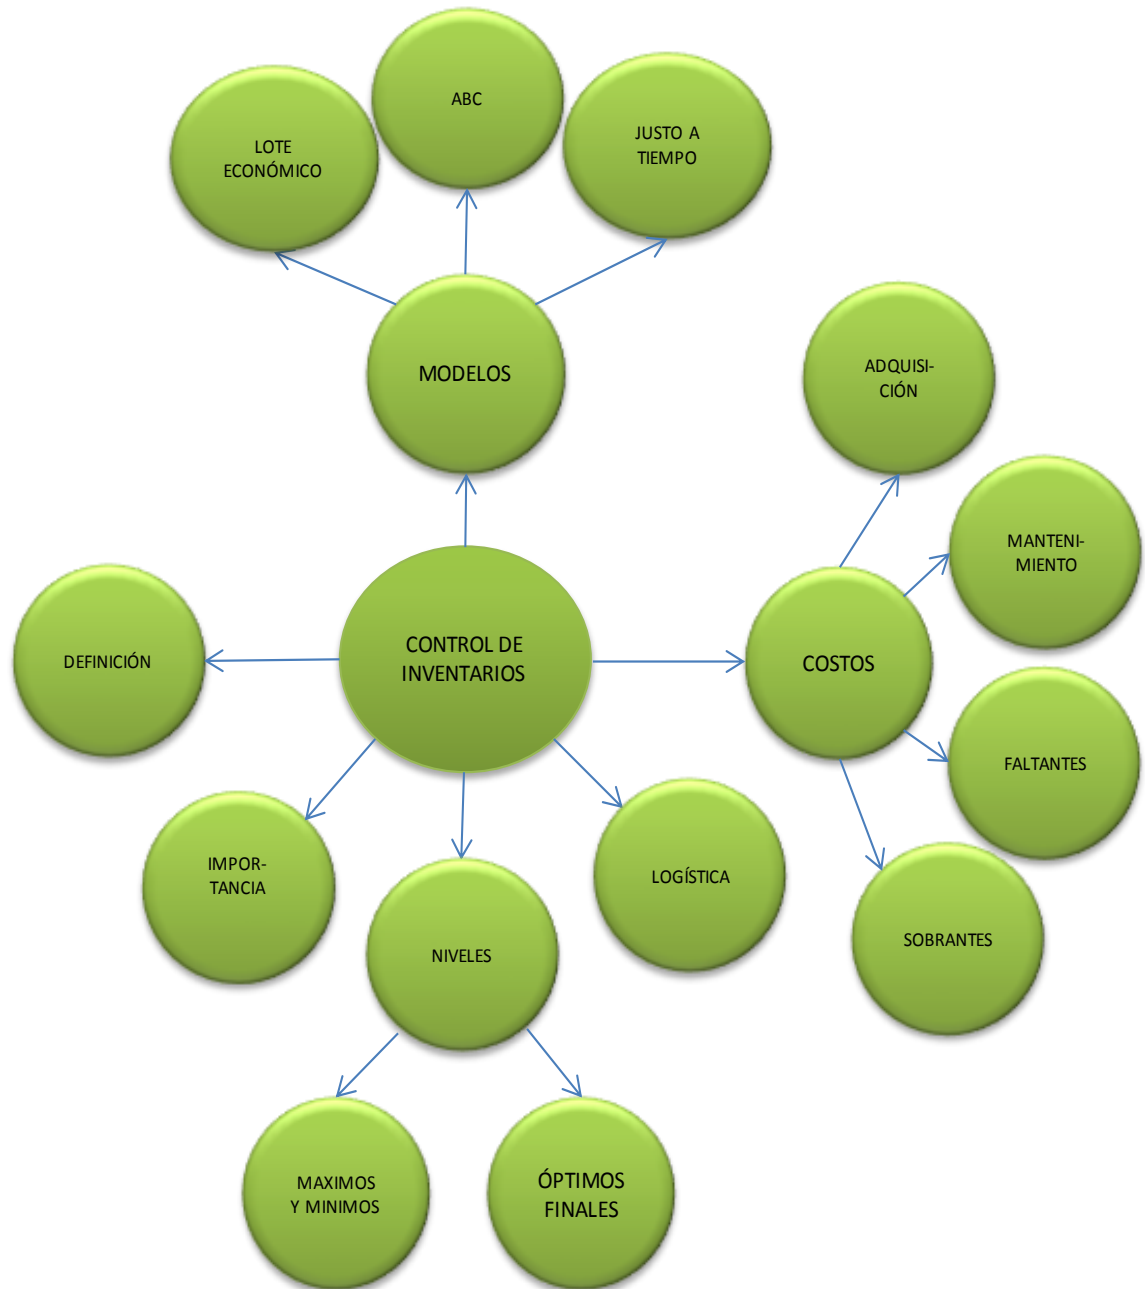 ABC
LOTE
ECONÓMICO
JUSTO A
TIEMPO
MODELOS
ADQUISI-
CIÓN
MANTENI-
MIENTO
CONTROL DE
INVENTARIOS
DEFINICIÓN
COSTOS
FALTANTES
IMPOR-
TANCIA
LOGÍSTICA
NIVELES
SOBRANTES
MAXIMOS
Y MINIMOS
ÓPTIMOS
FINALES